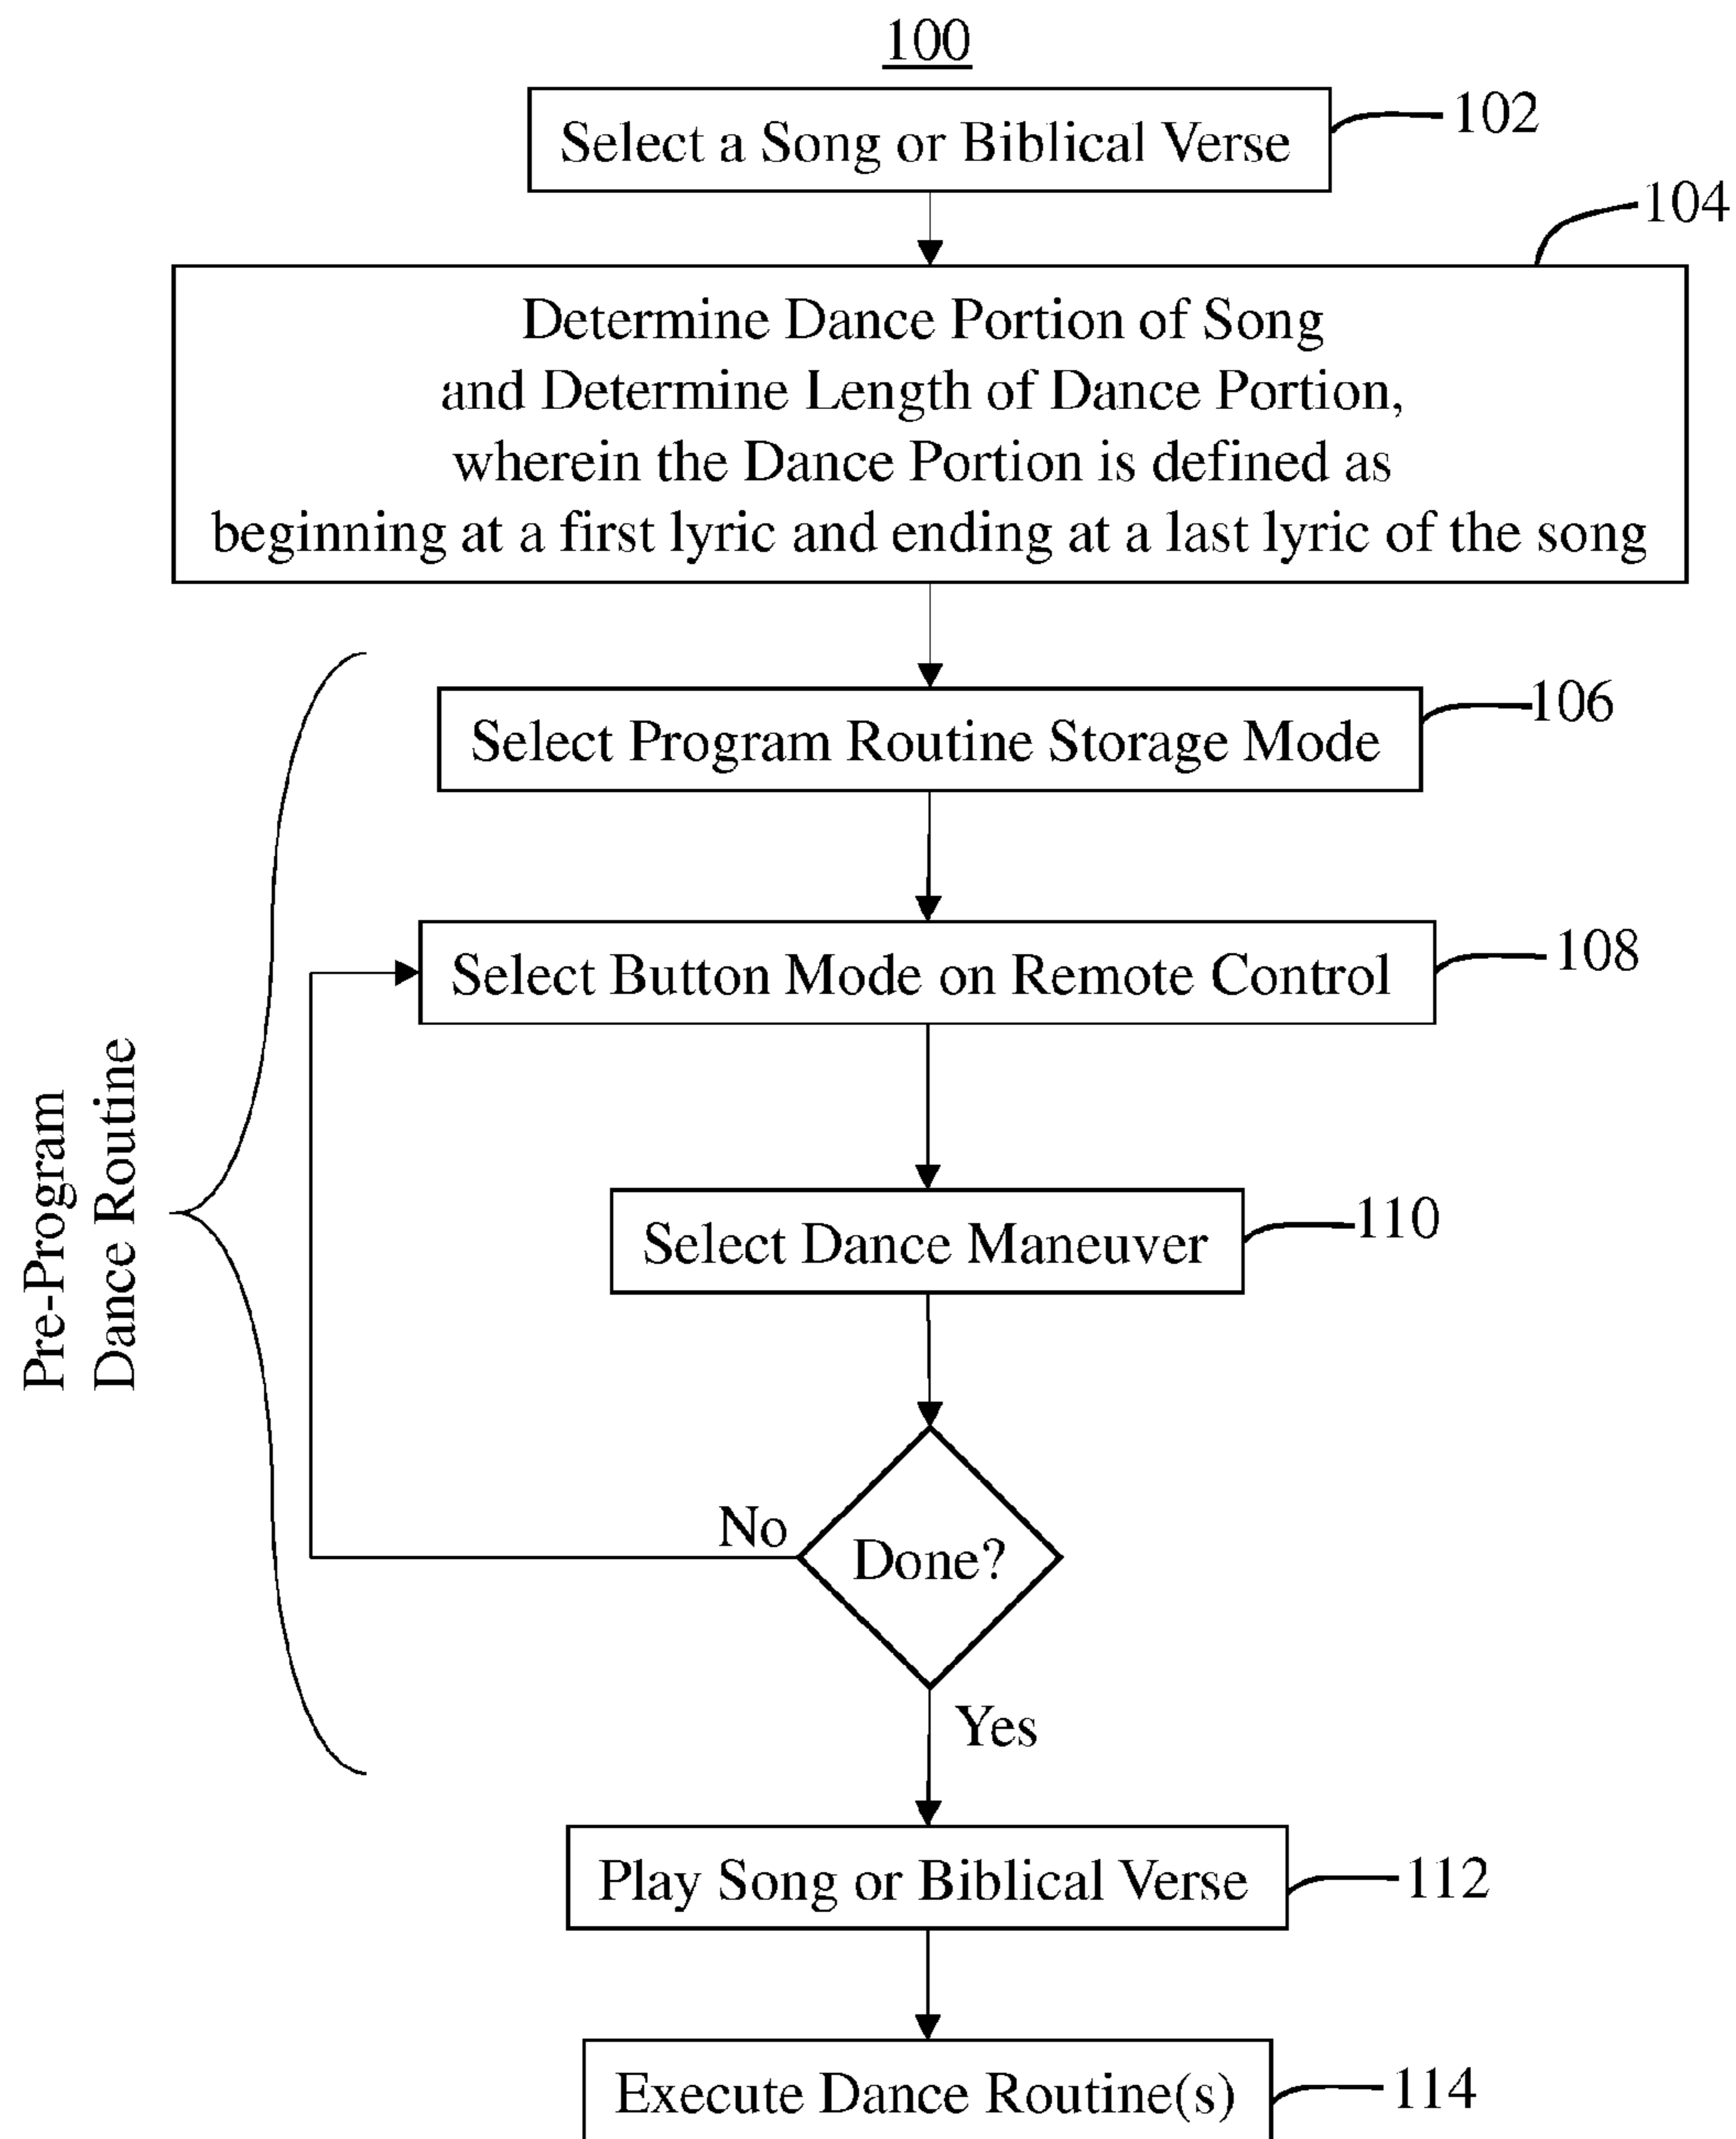 100
Select a Song or Biblical Verse
102
104
Determine Dance Portion of Song
and Determine Length of Dance Portion,
wherein the Dance Portion is defined as
beginning at a first lyric and ending at a last lyric of the song
Select Program Routine Storage Mode
106
Select Button Mode on Remote Control
108
Pre-Program
Dance Routine
Select Dance Maneuver
110
Done?
No
Yes
Play Song or Biblical Verse
112
Execute Dance Routine(s)
114